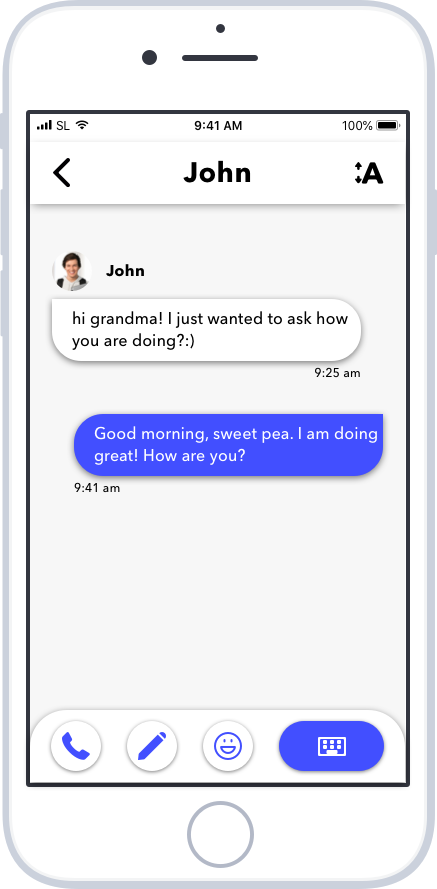 SL 9:41 AM 100%
John
A
John
hi grandma! I just wanted to ask how
you are doing?:)
9:25 am
Good morning, sweet pea. I am doing
great! How are you?
9:41 am